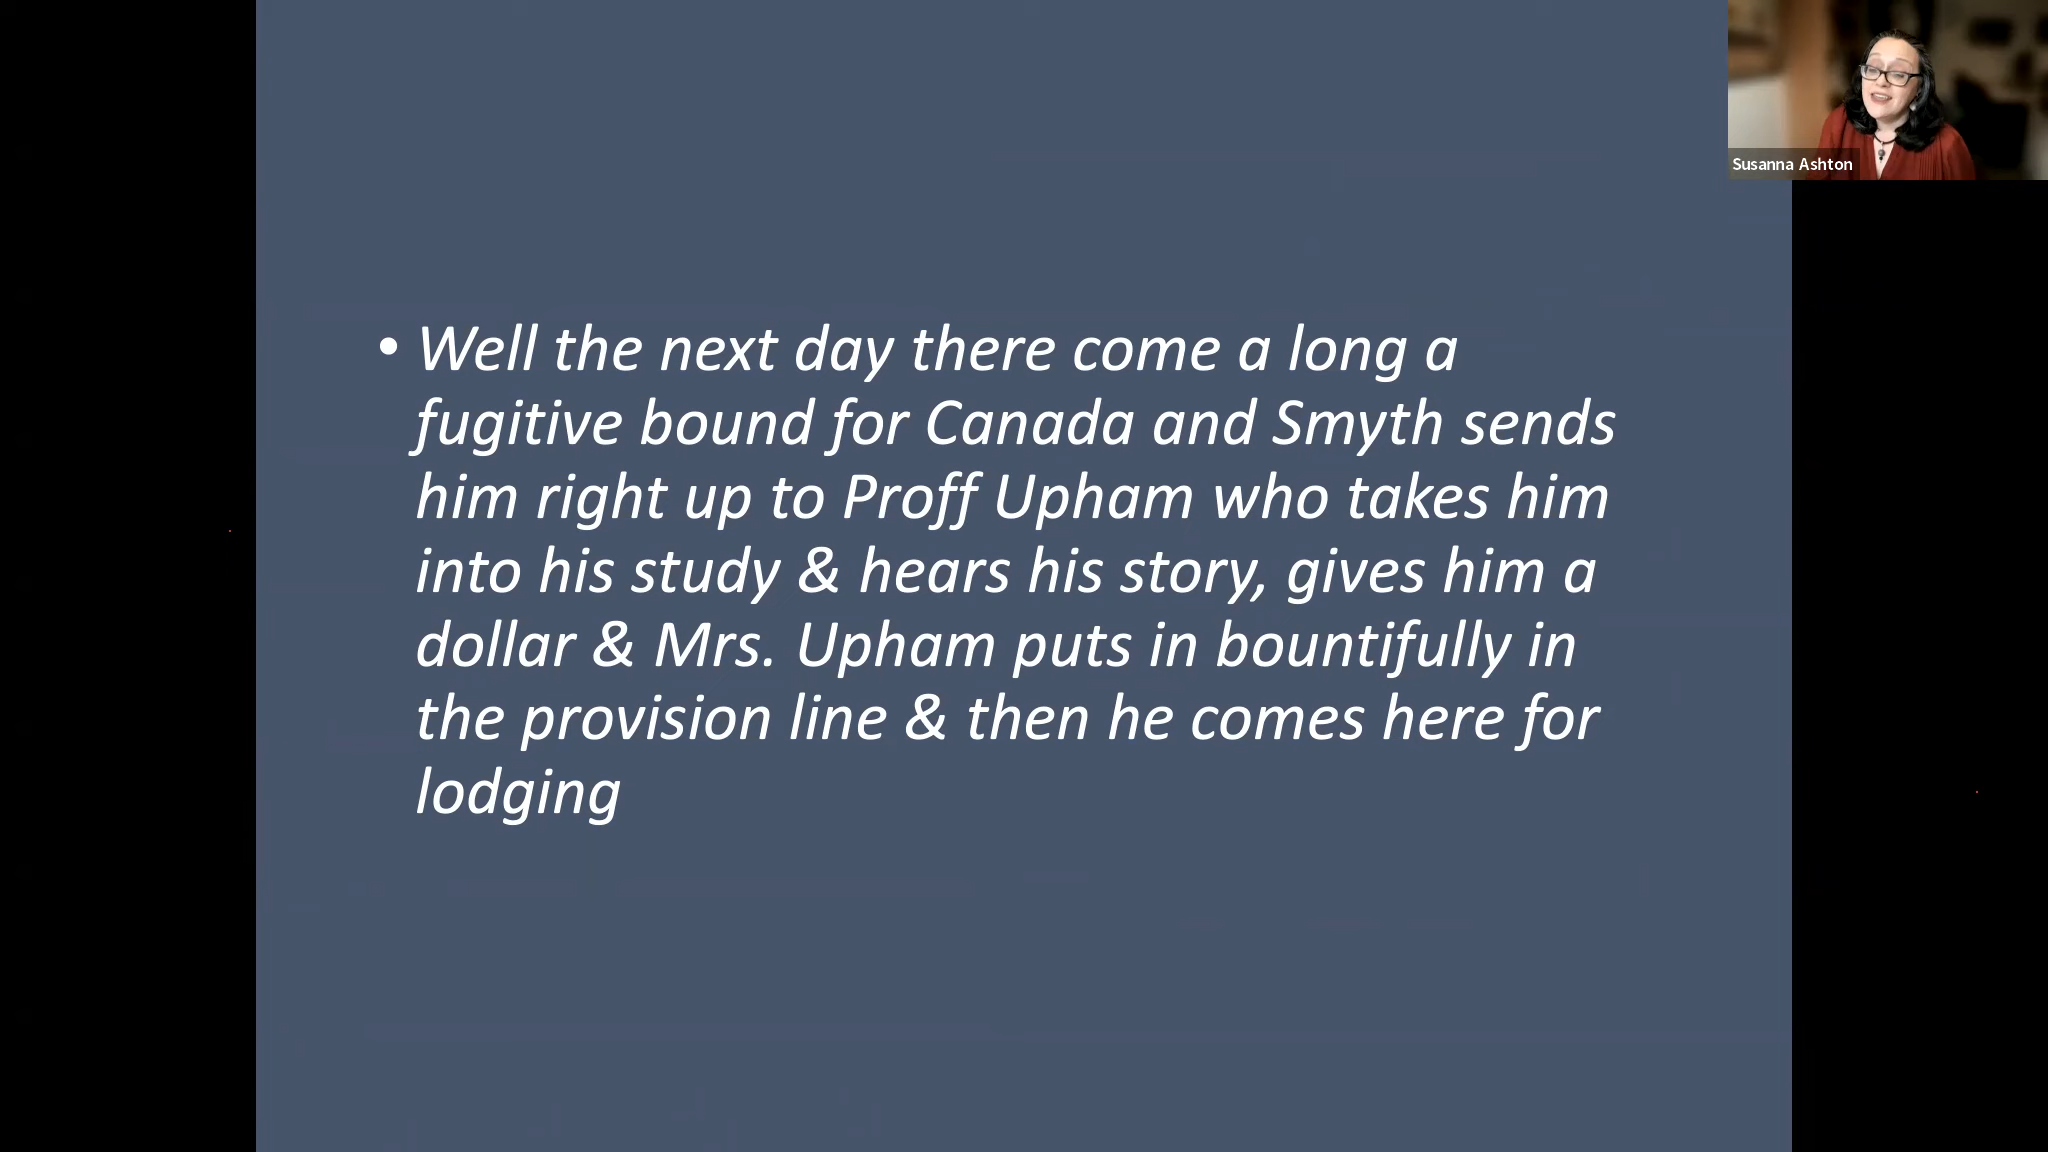 • Well the next day there come a long a
fugitive bound for Canada and Smyth sends
him right up to Proff Upham who takes him
into his study & hears his story, gives him a
dollar & Mrs. Upham puts in bountifully in
the provision line & then he comes here for
lodging
Susanna Ashton